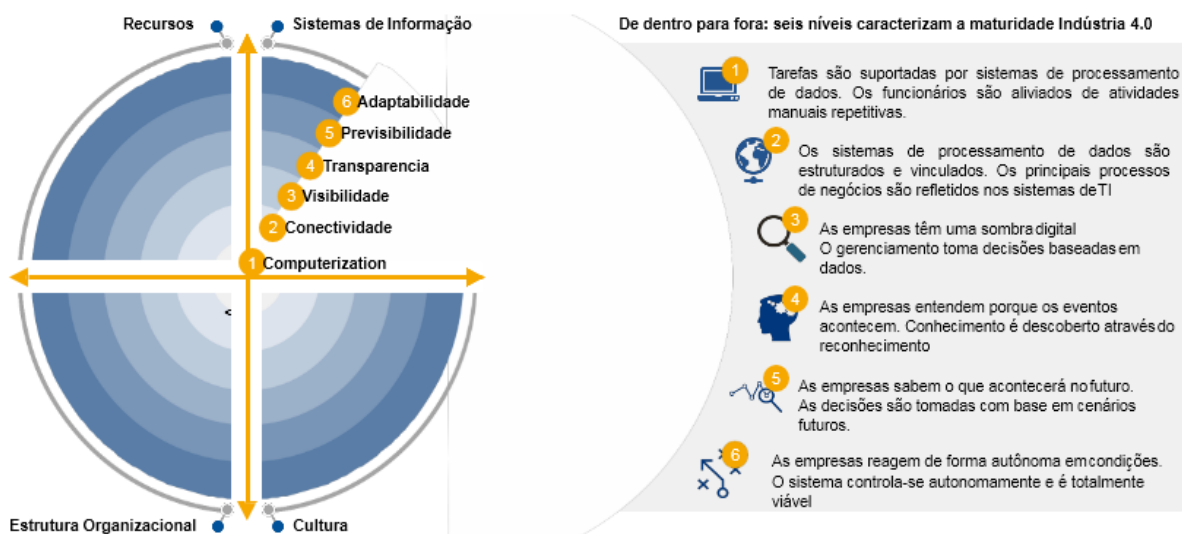 Recursos
Sistemas de Informação
6 Adaptabilidade
5 Previsibilidade
4 Transparencia
3 Visibilidade
2 Conectividade
1 Computerization
<
Estrutura Organizacional
Cultura
De dentro para fora: seis níveis caracterizam a maturidade Indústria 4.0
1
Tarefas são suportadas por sistemas de processamento
de dados. Os funcionários são aliviados de atividades
manuais repetitivas.
2
Os sistemas de processamento de dados são
estruturados e vinculados. Os principais processos
de negócios são refletidos nos sistemas deTI
3
As empresas têm uma sombra digital
O gerenciamento toma decisões baseadas em
dados.
4
As empresas entendem porque os eventos
acontecem. Conhecimento é descoberto através do
reconhecimento
5
As empresas sabem o que acontecerá no futuro.
As decisões são tomadas com base em cenários
futuros.
6
As empresas reagem de forma autônoma em condições.
O sistema controla-se autonomamente e é totalmente
viável